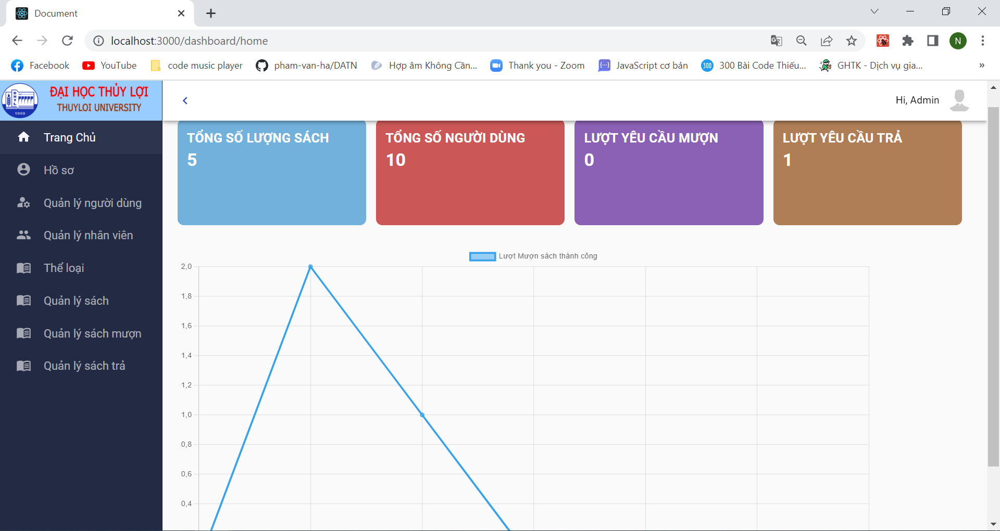 Document
localhost:3000/dashboard/home
N
Facebook
YouTube
code music player
pham-van-ha/DATN
Hợp âm Không Cần...
Thank you - Zoom
JavaScript cơ bản
300
300 Bài Code Thiếu...
GHTK - Dịch vụ gia...
»
ĐẠI HỌC THỦY LỢI
THUYLOI UNIVERSITY
1959
Hi, Admin
Trang Chủ
Hồ sơ
Quản lý người dùng
Quản lý nhân viên
Thể loại
Quản lý sách
Quản lý sách mượn
Quản lý sách trả
TỔNG SỐ LƯỢNG SÁCH
5
TỔNG SỐ NGƯỜI DÙNG
10
LƯỢT YÊU CẦU MƯỢN
0
LƯỢT YÊU CẦU TRẢ
1
Lượt Mượn sách thành công
2,0
1,8
1,6
1,4
1,2
1,0
0,8
0,6
0,4